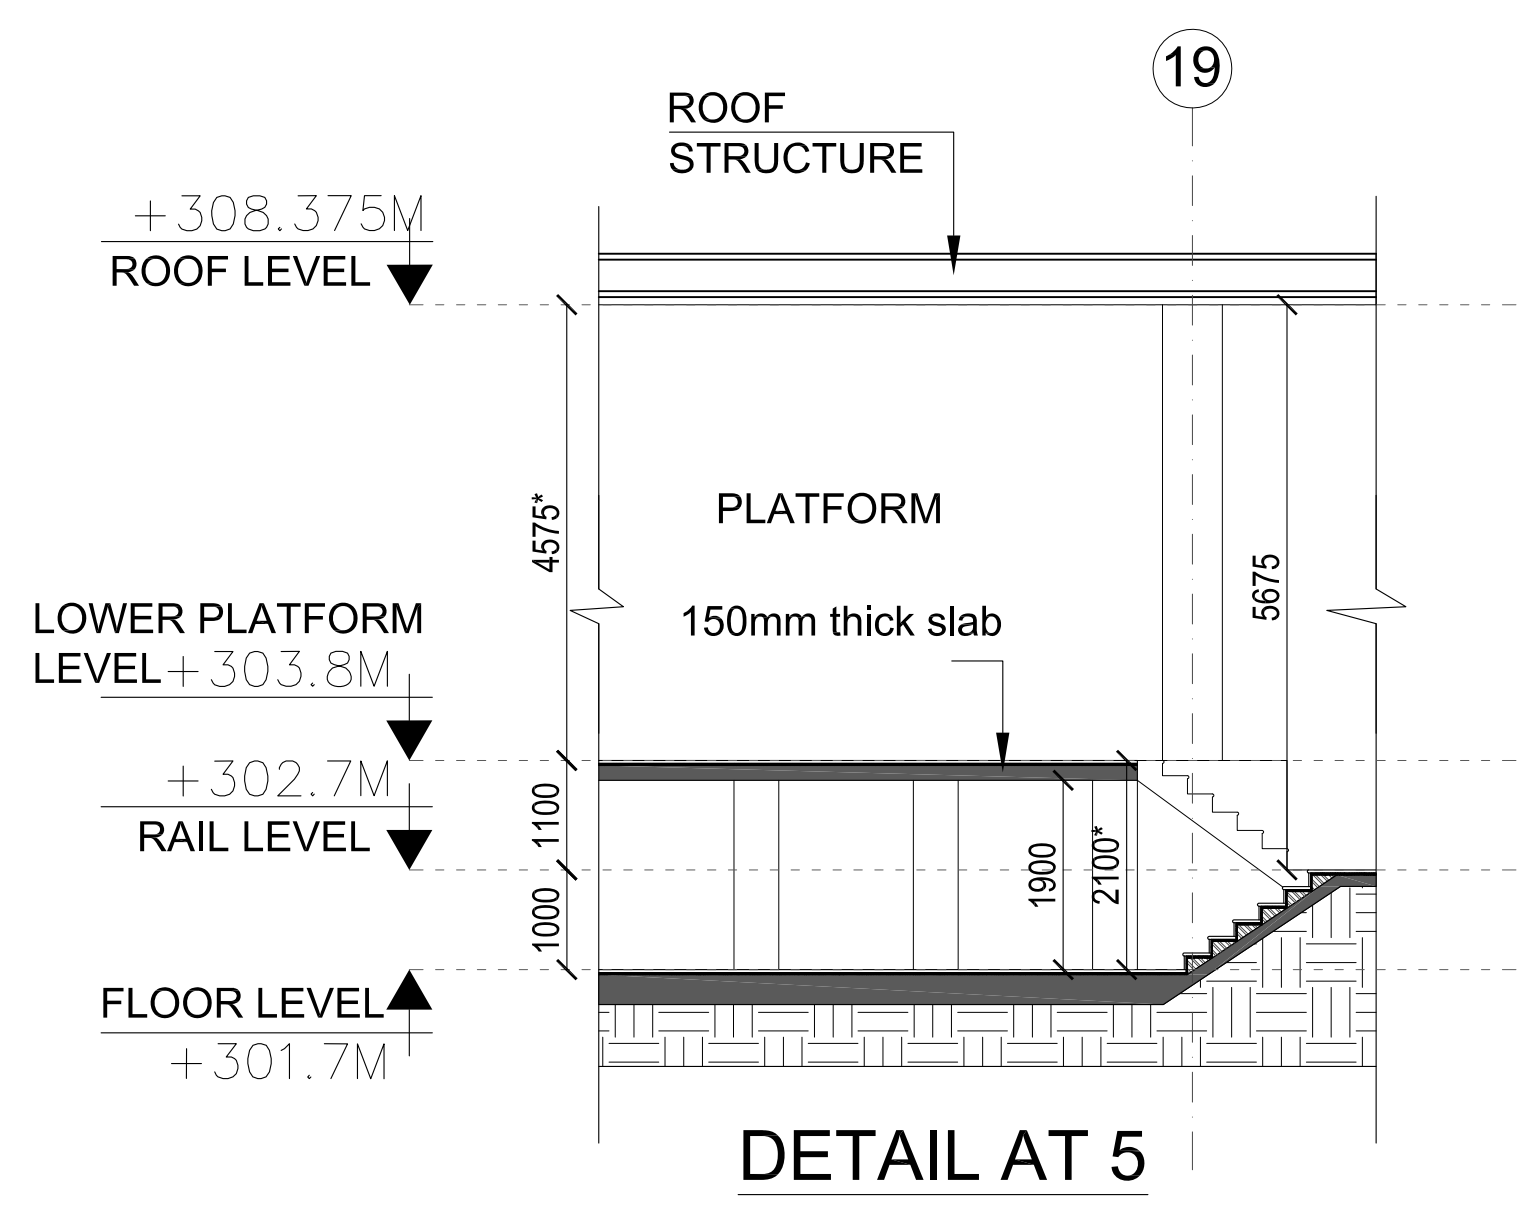 19
ROOF
STRUCTURE
+308.375M
ROOF LEVEL
PLATFORM
4575*
5675
150mm thick slab
LOWER PLATFORM
LEVEL +303.8M
+302.7M
RAIL LEVEL
1100
1900
2100*
1000
FLOOR LEVEL
+301.7M
DETAIL AT 5